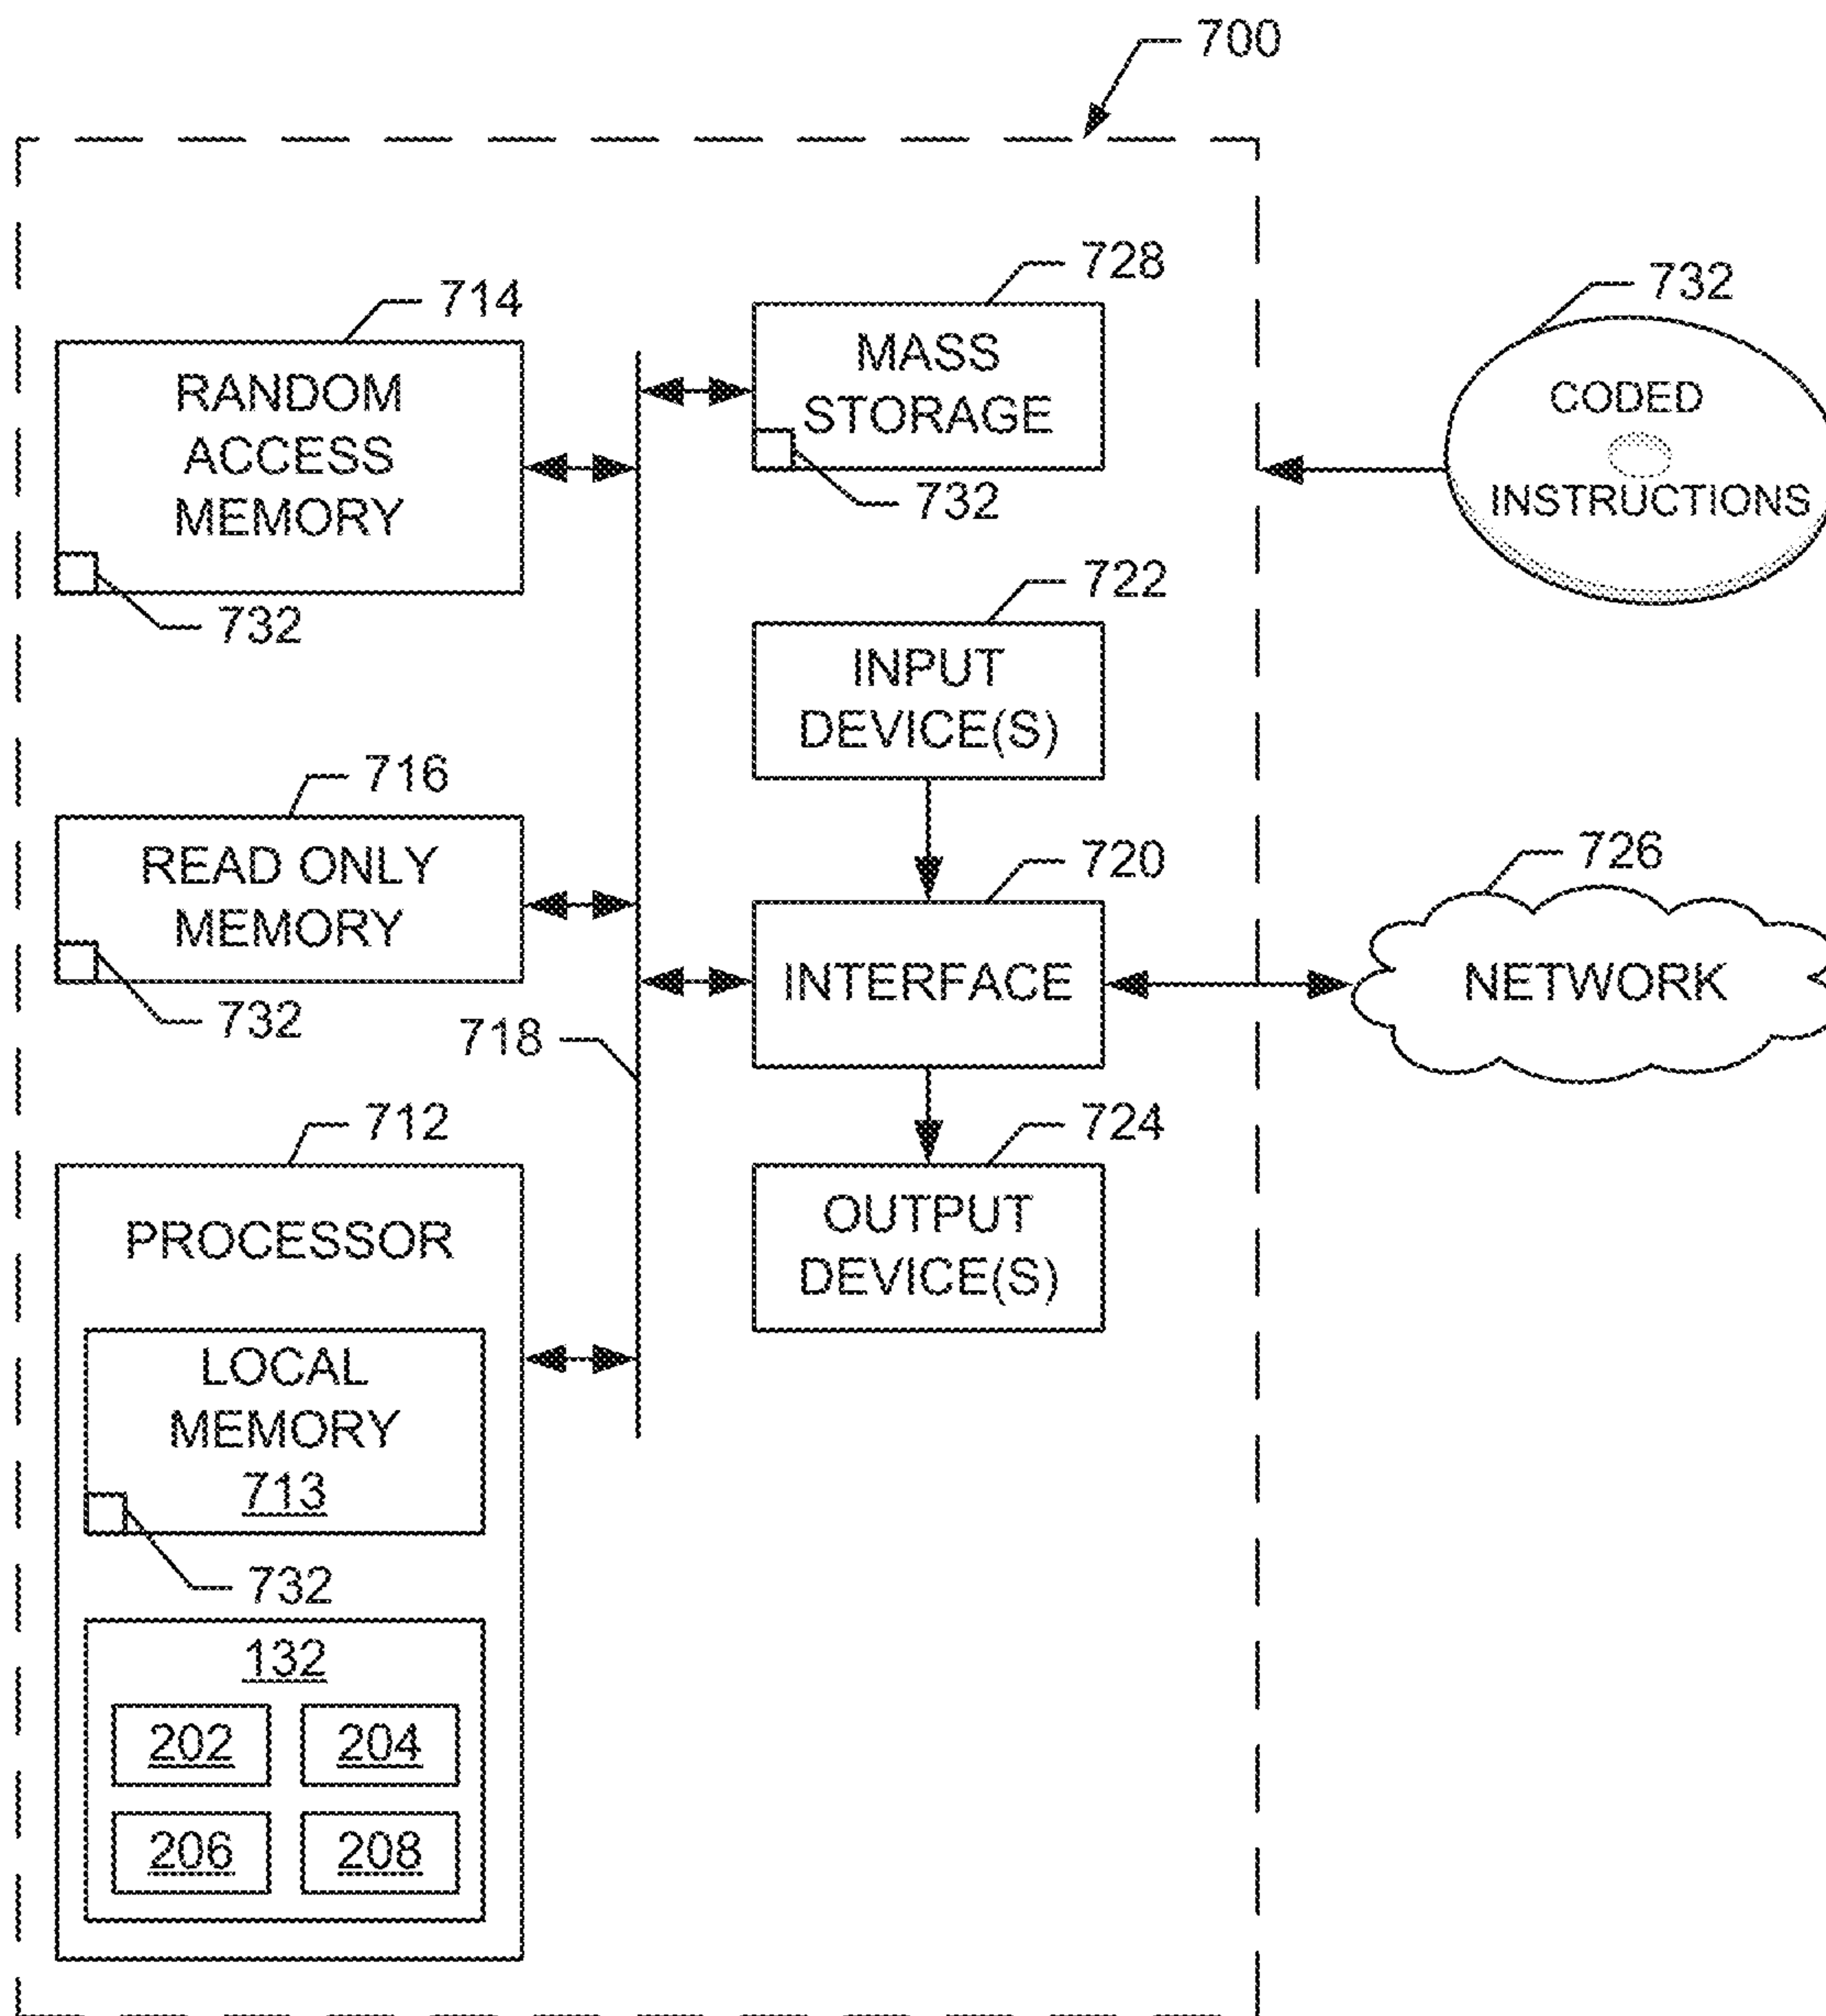 700
714
RANDOM
ACCESS
MEMORY
732
728
MASS
STORAGE
732
732
CODED
INSTRUCTIONS
722
INPUT
DEVICE(S)
716
READ ONLY
MEMORY
732
720
INTERFACE
726
NETWORK
718
712
PROCESSOR
LOCAL
MEMORY
713
732
132
202
204
206
208
724
OUTPUT
DEVICE(S)